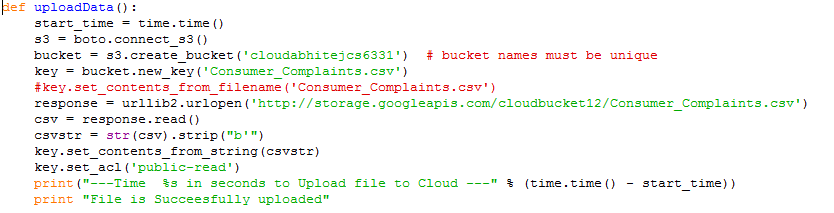 def uploadData():
    start_time = time.time()
    s3 = boto.connect_s3()
    bucket = s3.create_bucket('cloudabhitejcs6331')  # bucket names must be unique
    key = bucket.new_key('Consumer_Complaints.csv')
    #key.set_contents_from_filename('Consumer_Complaints.csv')
    response = urllib2.urlopen('http://storage.googleapis.com/cloudbucket12/Consumer_Complaints.csv')
    csv = response.read()
    csvstr = str(csv).strip("b'")
    key.set_contents_from_string(csvstr)
    key.set_acl('public-read')
    print("---Time  %s in seconds to Upload file to Cloud ---" % (time.time() - start_time))
    print "File is Succeesfully uploaded"